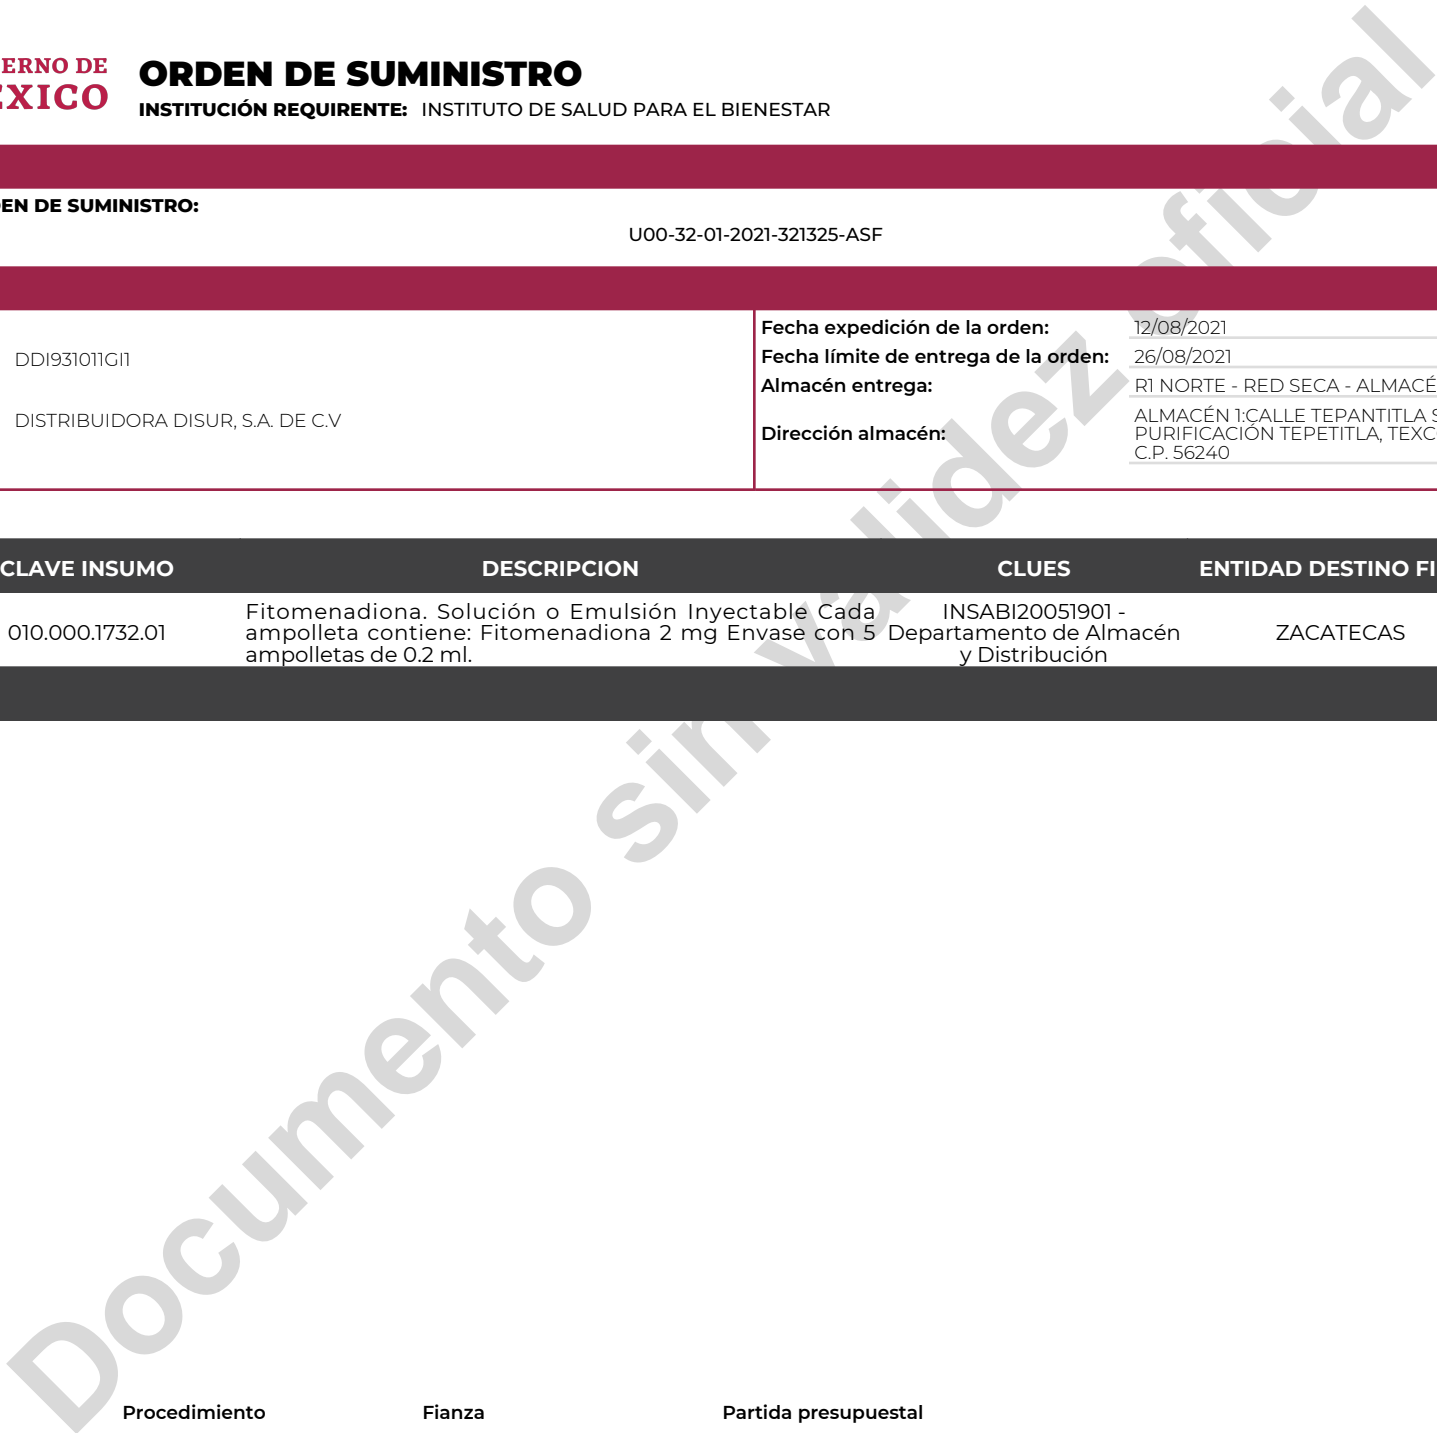 ERNO DE
EXICO
ORDEN DE SUMINISTRO
INSTITUCIÓN REQUIRENTE: INSTITUTO DE SALUD PARA EL BIENESTAR
EN DE SUMINISTRO:
U00-32-01-2021-321325-ASF
DDI931011GI1
DISTRIBUIDORA DISUR, S.A. DE C.V
Fecha expedición de la orden: 12/08/2021
Fecha límite de entrega de la orden: 26/08/2021
Almacén entrega: R1 NORTE - RED SECA - ALMACÉ
Dirección almacén: ALMACÉN 1:CALLE TEPANTITLA S
PURIFICACIÓN TEPETITLA, TEXC
C.P. 56240
CLAVE INSUMO DESCRIPCION CLUES ENTIDAD DESTINO FI
010.000.1732.01
Fitomenadiona. Solución o Emulsión Inyectable Cada
ampolleta contiene: Fitomenadiona 2 mg Envase con 5
ampolletas de 0.2 ml.
INSABI20051901 -
Departamento de Almacén
y Distribución
ZACATECAS
Documento sin validez oficial
Procedimiento Fianza Partida presupuestal